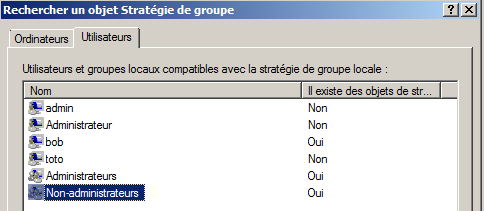 Rechercher un objet Stratégie de groupe
Ordinateurs Utilisateurs
Utilisateurs et groupes locaux compatibles avec la stratégie de groupe locale :
Nom Il existe des objets de str...
admin Non
Administrateur Non
bob Oui
toto Non
Administrateurs Oui
Non-administrateurs Oui